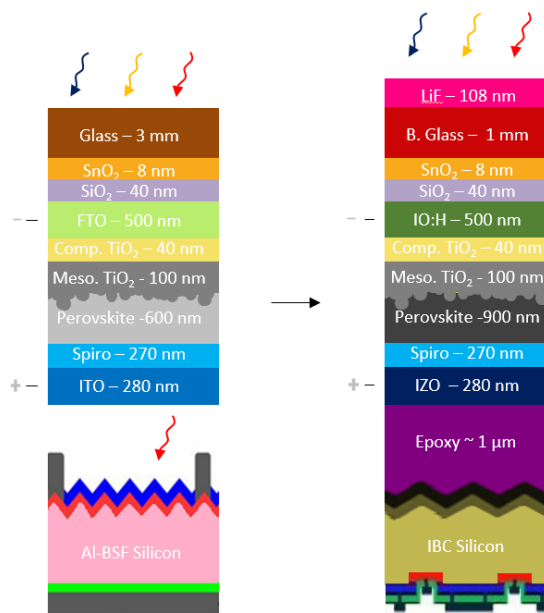 Glass – 3 mm
SnO₂ – 8 nm
SiO₂ – 40 nm
− FTO – 500 nm
Comp. TiO₂ – 40 nm
Meso. TiO₂ - 100 nm
Perovskite -600 nm
Spiro – 270 nm
+ ITO – 280 nm
Al-BSF Silicon
LiF – 108 nm
B. Glass – 1 mm
SnO₂ – 8 nm
SiO₂ – 40 nm
− IO:H – 500 nm
Comp. TiO₂ – 40 nm
Meso. TiO₂ - 100 nm
Perovskite -900 nm
Spiro – 270 nm
+ IZO – 280 nm
Epoxy ~ 1 µm
IBC Silicon